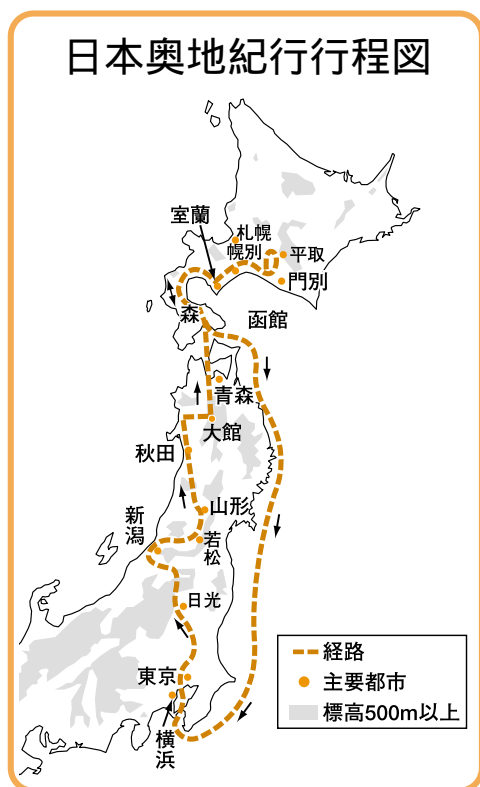 日本奥地紀行行程図
室蘭
札幌
幌別
平取
門別
森
函館
青森
大館
秋田
山形
新潟
若松
日光
東京
横浜
経路
主要都市
標高500m以上